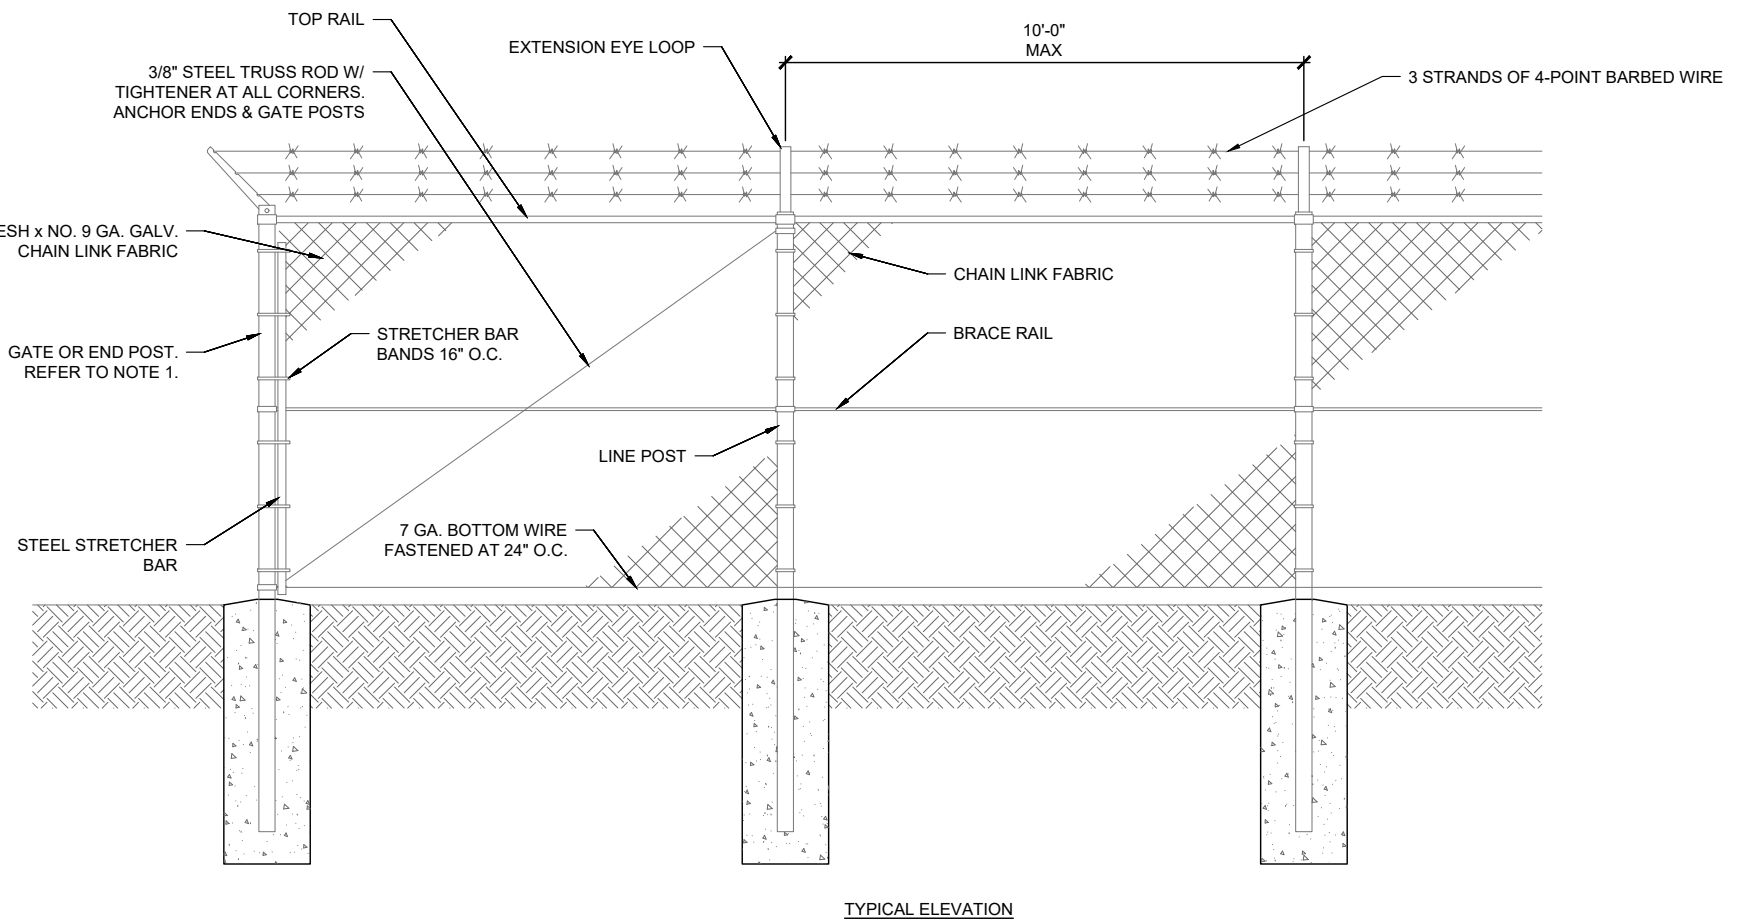 TOP RAIL
3/8" STEEL TRUSS ROD W/
TIGHTENER AT ALL CORNERS.
ANCHOR ENDS & GATE POSTS
EXTENSION EYE LOOP
10'-0"
MAX
3 STRANDS OF 4-POINT BARBED WIRE
x NO. 9 GA. GALV.
CHAIN LINK FABRIC
CHAIN LINK FABRIC
GATE OR END POST.
REFER TO NOTE 1.
STRETCHER BAR
BANDS 16" O.C.
BRACE RAIL
LINE POST
7 GA. BOTTOM WIRE
FASTENED AT 24" O.C.
STEEL STRETCHER
BAR
TYPICAL ELEVATION